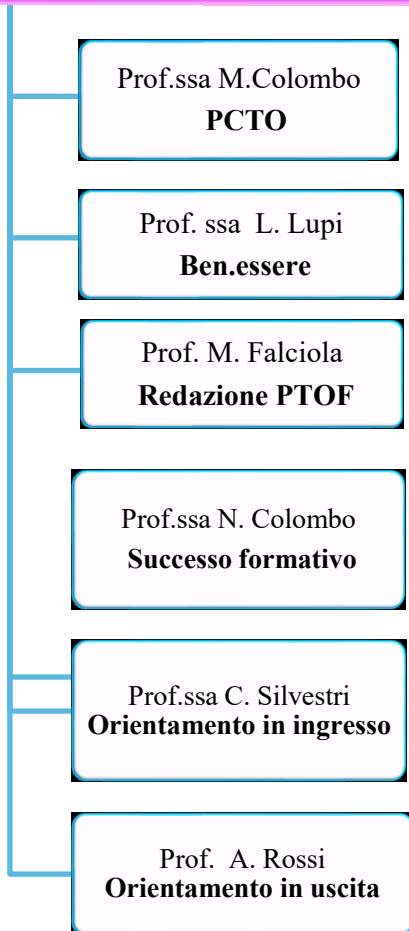 Prof.ssa M.Colombo
PCTO
Prof. ssa L. Lupi
Ben.essere
Prof. M. Falciola
Redazione PTOF
Prof.ssa N. Colombo
Successo formativo
Prof.ssa C. Silvestri
Orientamento in ingresso
Prof. A. Rossi
Orientamento in uscita